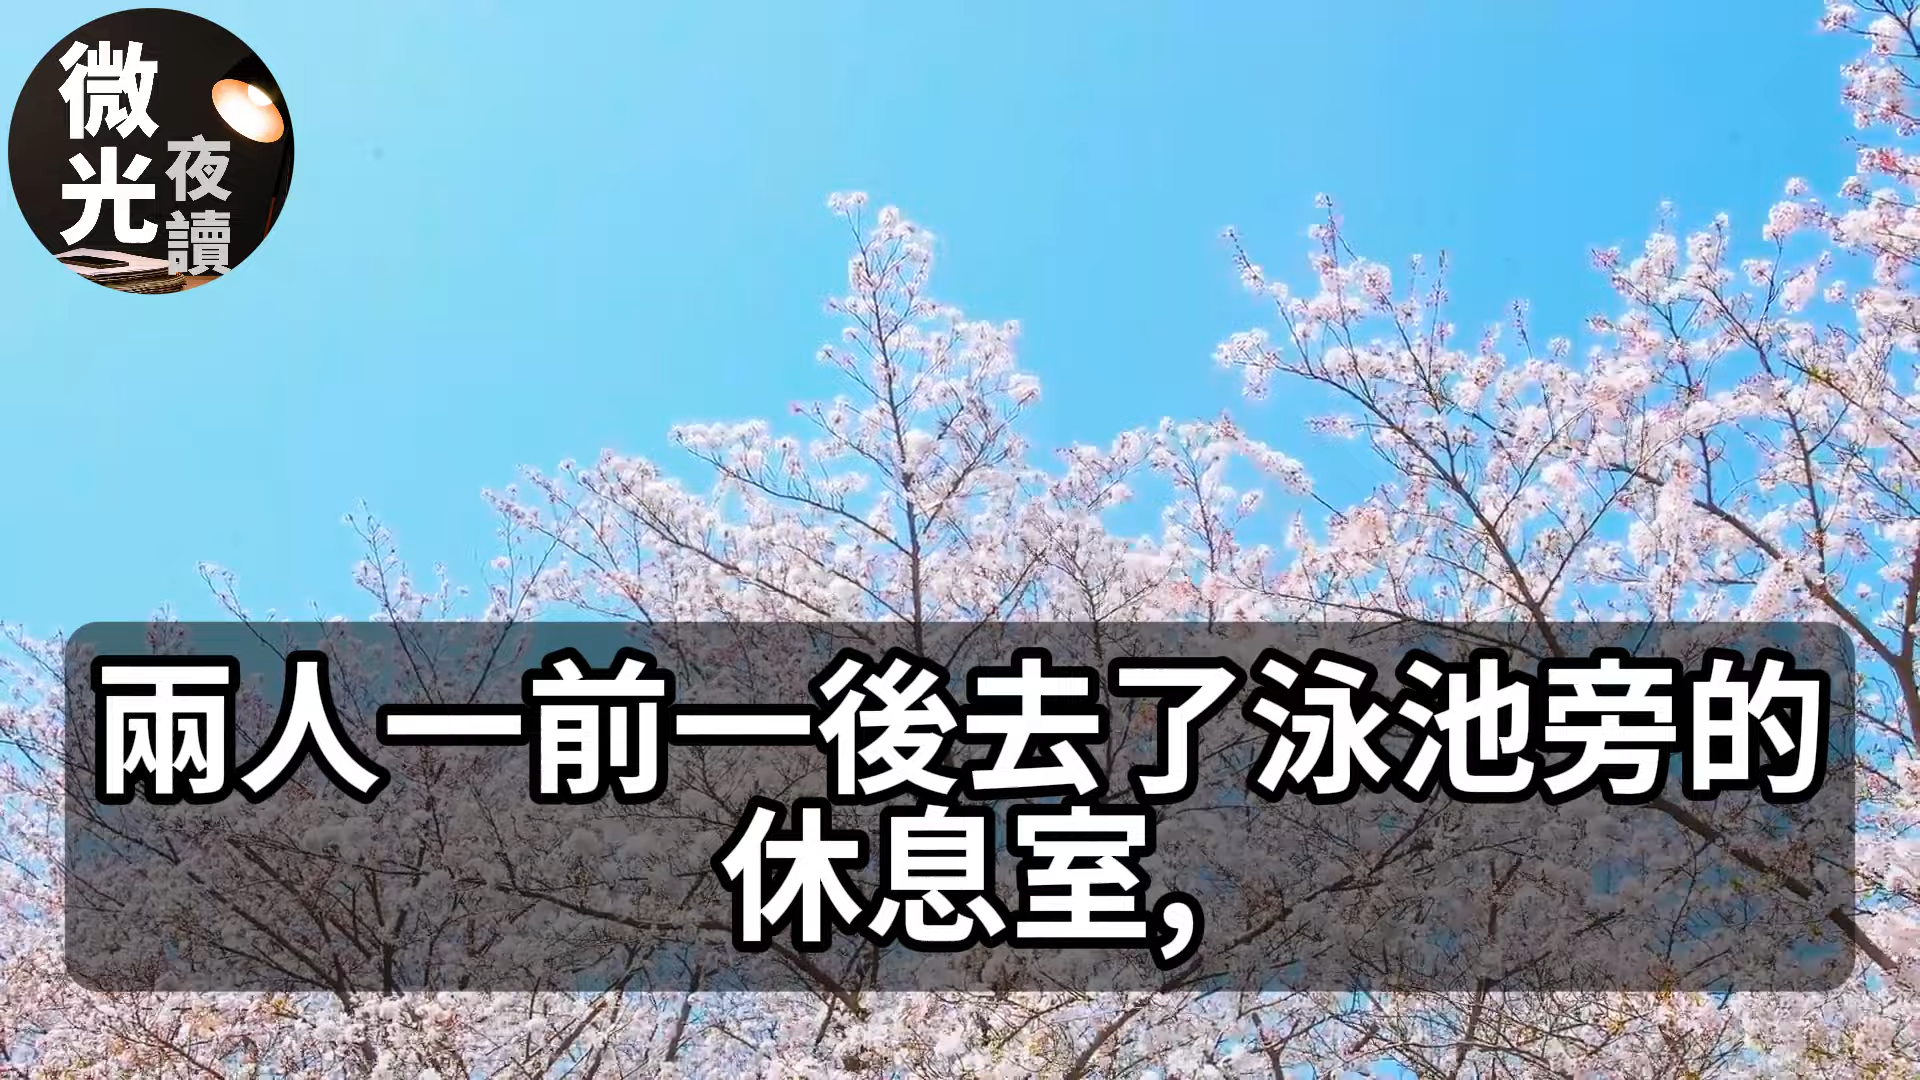 微光
夜讀
兩人一前一後去了泳池旁的
休息室,